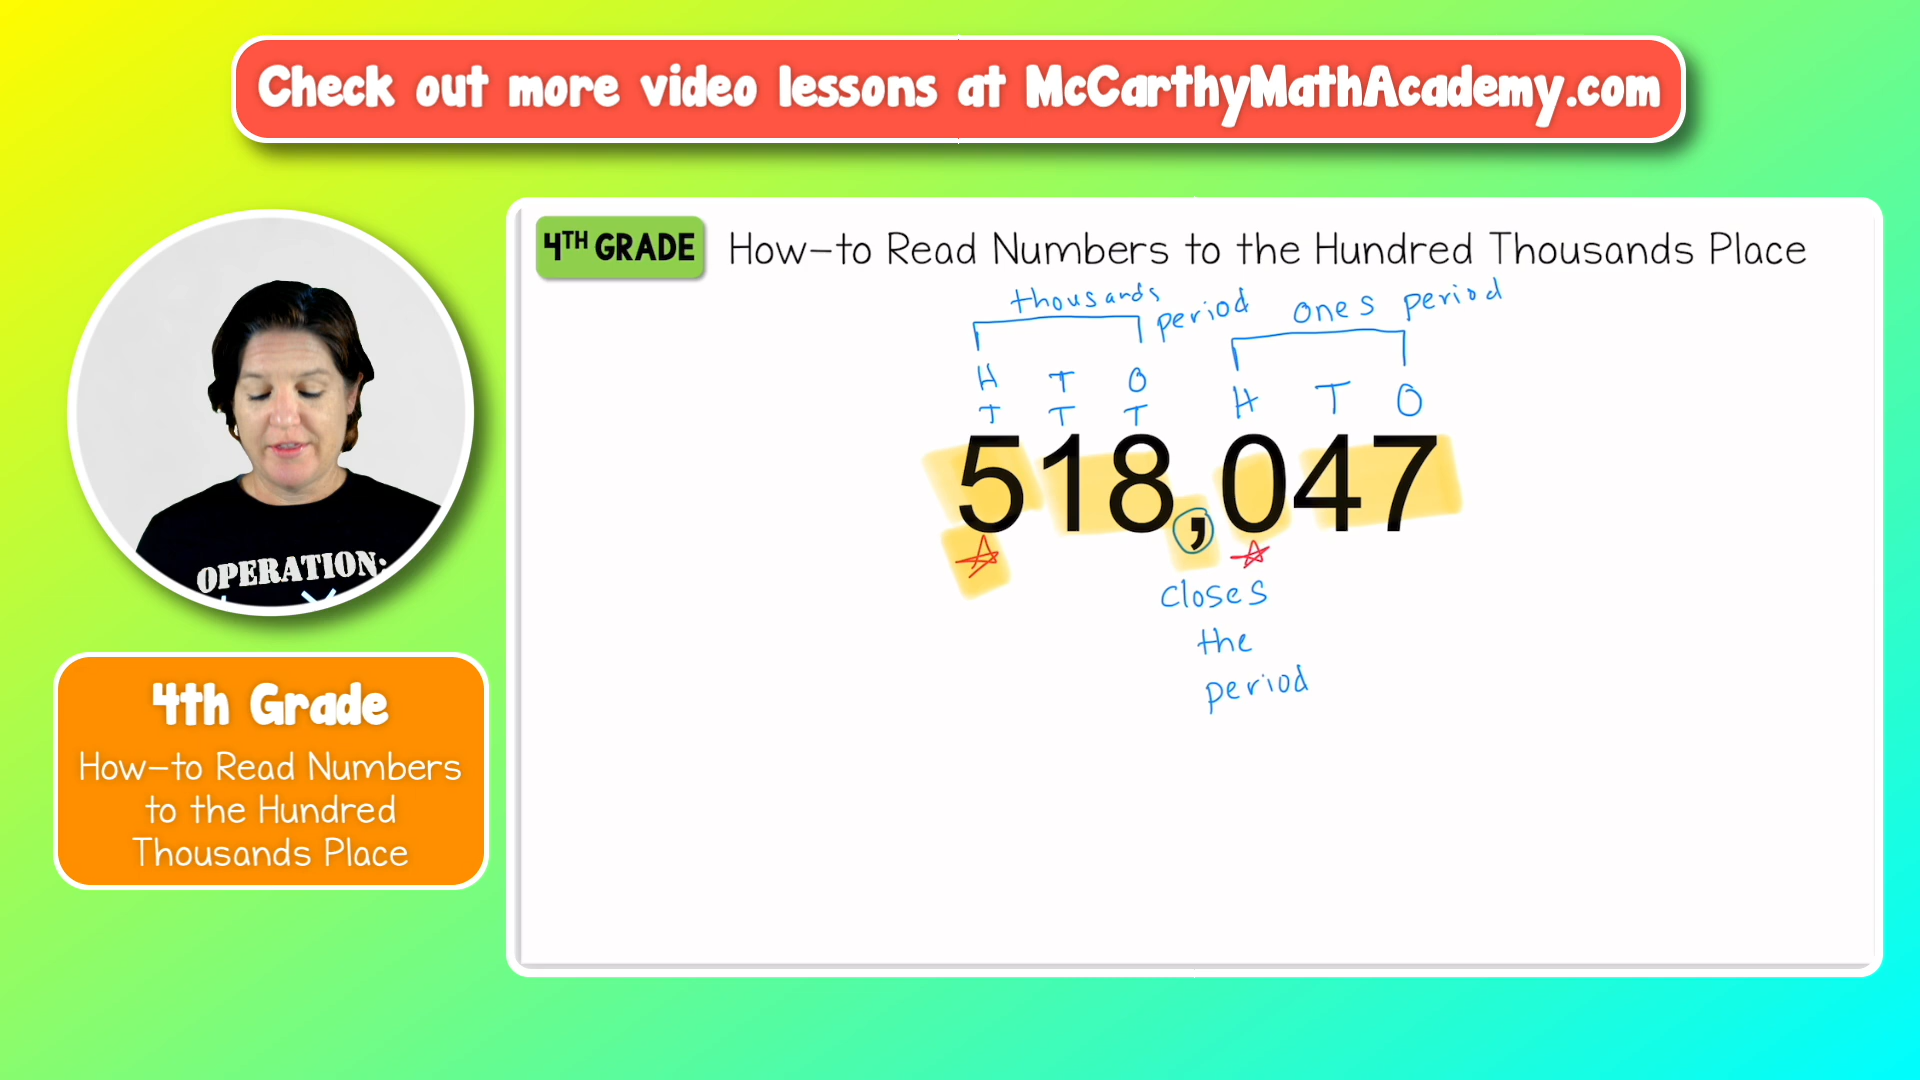 Check out more video lessons at McCarthyMathAcademy.com
4TH GRADE How-to Read Numbers to the Hundred Thousands Place
thousands period ones period
H T O H T O
T T T
518,047
closes
the
period
OPERATION:
4th Grade
How-to Read Numbers
to the Hundred
Thousands Place